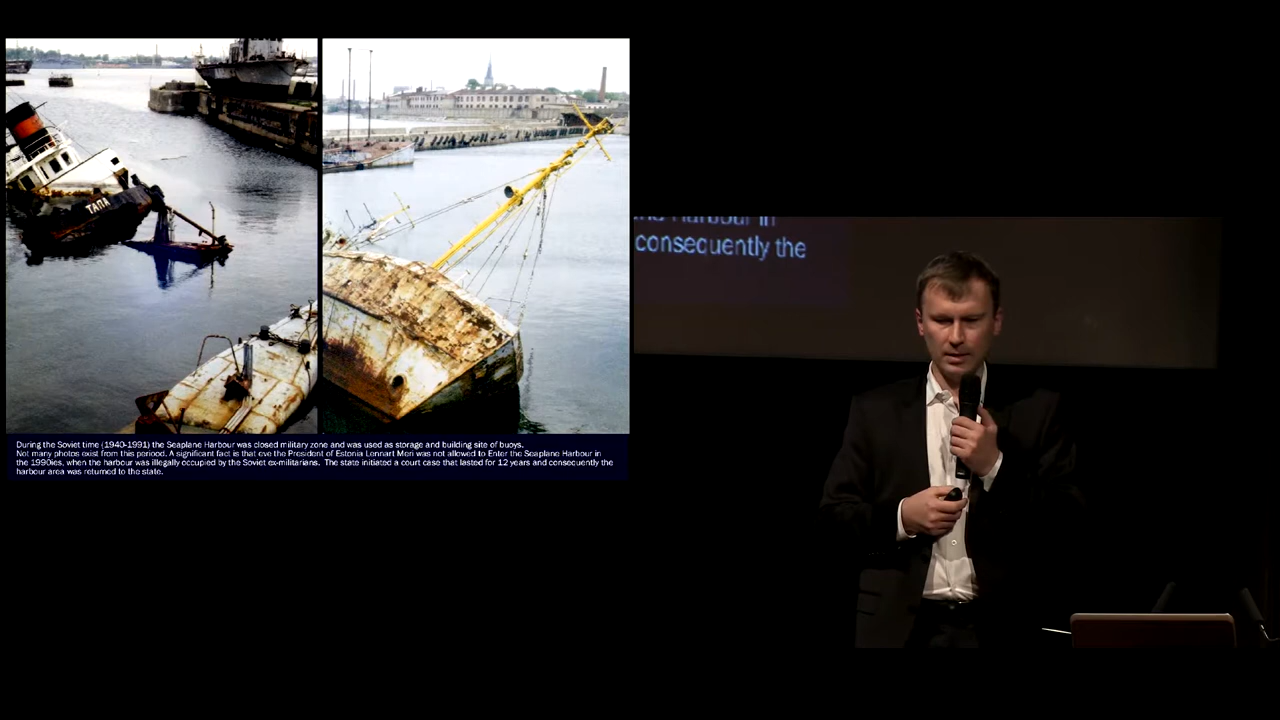 TARA
During the Soviet time (1940-1991) the Seaplane Harbour was closed military zone and was used as storage and building site of buoys.
Not many photos exist from this periood. A significant fact is that eve the President of Estonia Lennart Meri was not allowed to Enter the Seaplane Harbour in
the 1990ies, when the harbour was illegally occupied by the Soviet ex-militarians. The state initiated a court case that lasted for 12 years and consequently the
harbour area was returned to the state.
Harbour in
consequently the